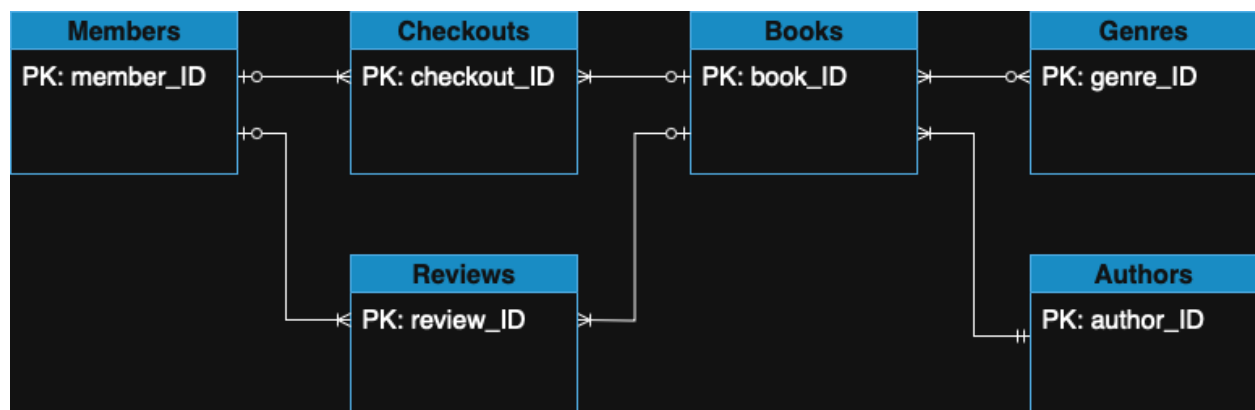 Members
PK: member_ID
Checkouts
PK: checkout_ID
Books
PK: book_ID
Genres
PK: genre_ID
Reviews
PK: review_ID
Authors
PK: author_ID